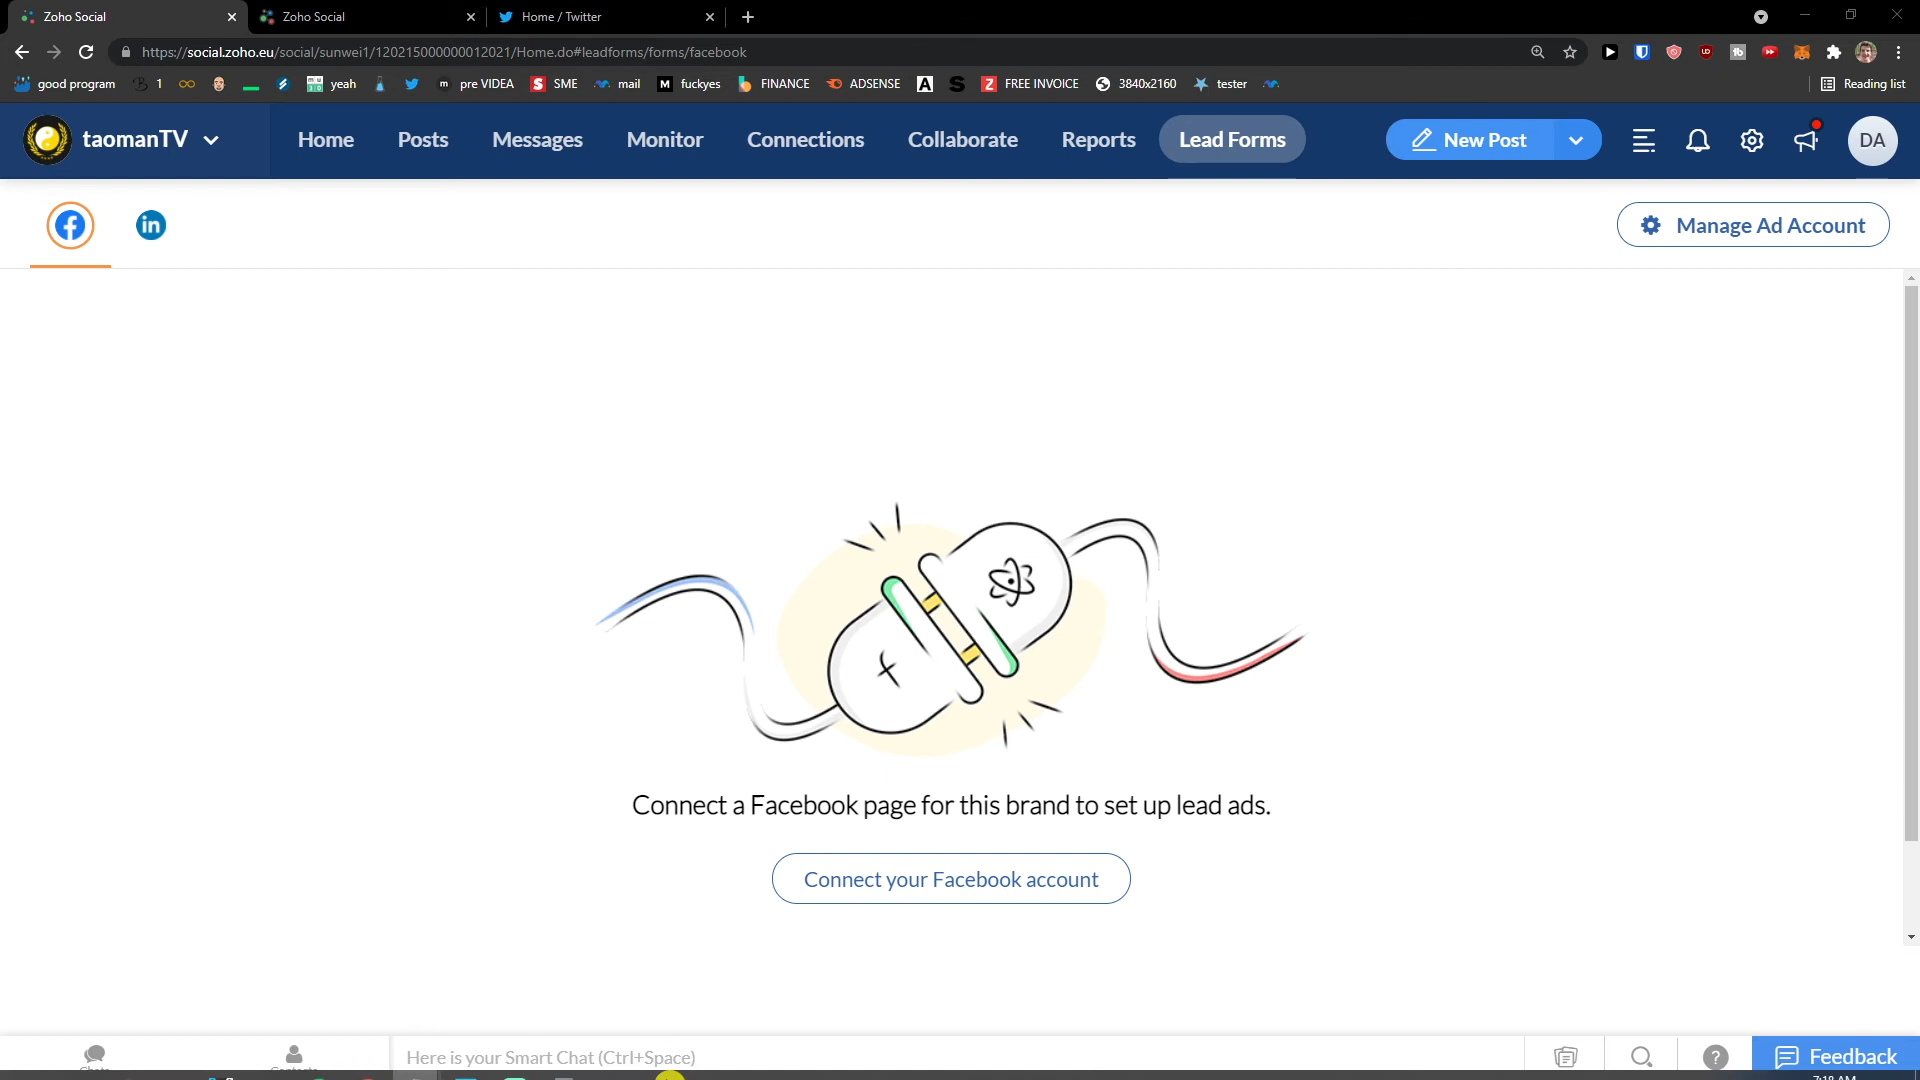 Zoho Social
Zoho Social
Home / Twitter
https://social.zoho.eu/social/sunwei1/120215000000012021/Home.do#leadforms/forms/facebook
good program
1
yeah
pre VIDEA
SME
mail
fuckyes
FINANCE
ADSENSE
FREE INVOICE
3840x2160
tester
Reading list
taomanTV
Home
Posts
Messages
Monitor
Connections
Collaborate
Reports
Lead Forms
New Post
DA
Manage Ad Account
Connect a Facebook page for this brand to set up lead ads.
Connect your Facebook account
Here is your Smart Chat (Ctrl+Space)
Feedback